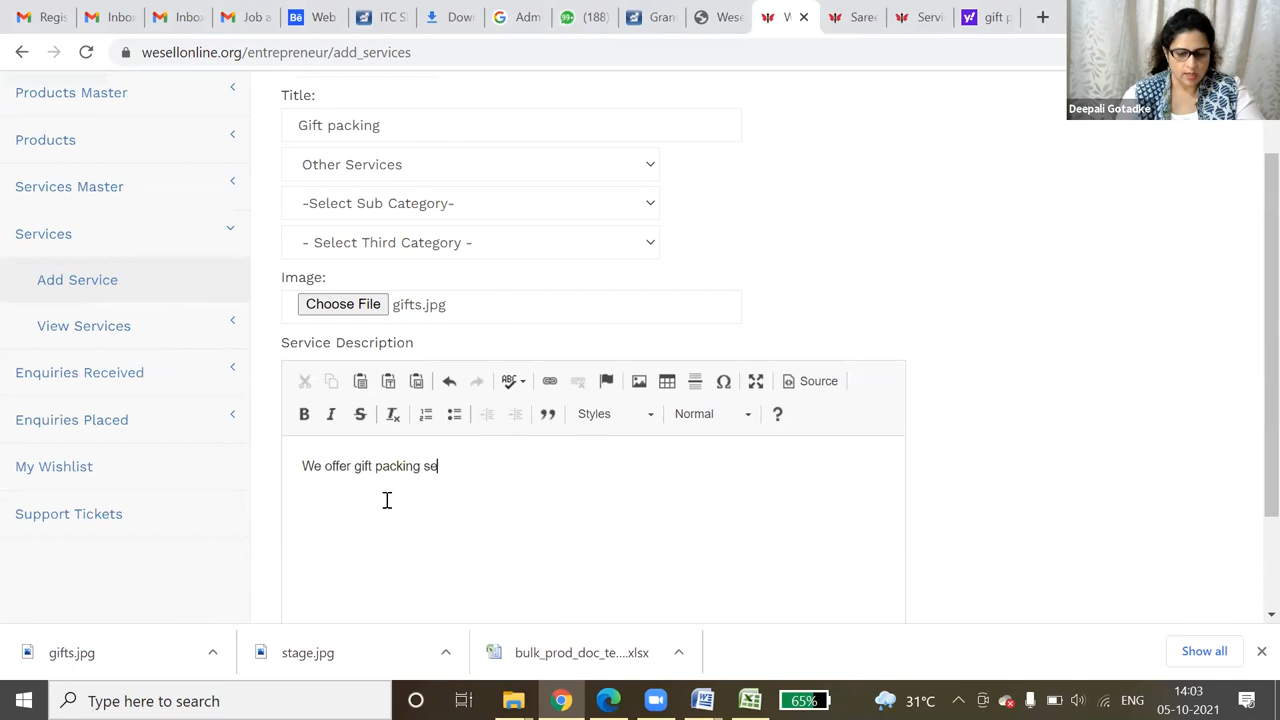 Regis
Inbox
Inbox
Job a
Web
ITC S
Dow
Adm
(188)
Gran
Wese
W
Saree
Servi
gift p
wesellonline.org/entrepreneur/add_services
Deepali Gotadke
Products Master
Products
Services Master
Services
Add Service
View Services
Enquiries Received
Enquiries Placed
My Wishlist
Support Tickets
Title:
Gift packing
Other Services
-Select Sub Category-
- Select Third Category -
Image:
Choose File gifts.jpg
Service Description
Source
Styles
Normal
We offer gift packing se
gifts.jpg
stage.jpg
bulk_prod_doc_te....xlsx
Show all
Type here to search
65%
31°C
ENG
14:03
05-10-2021